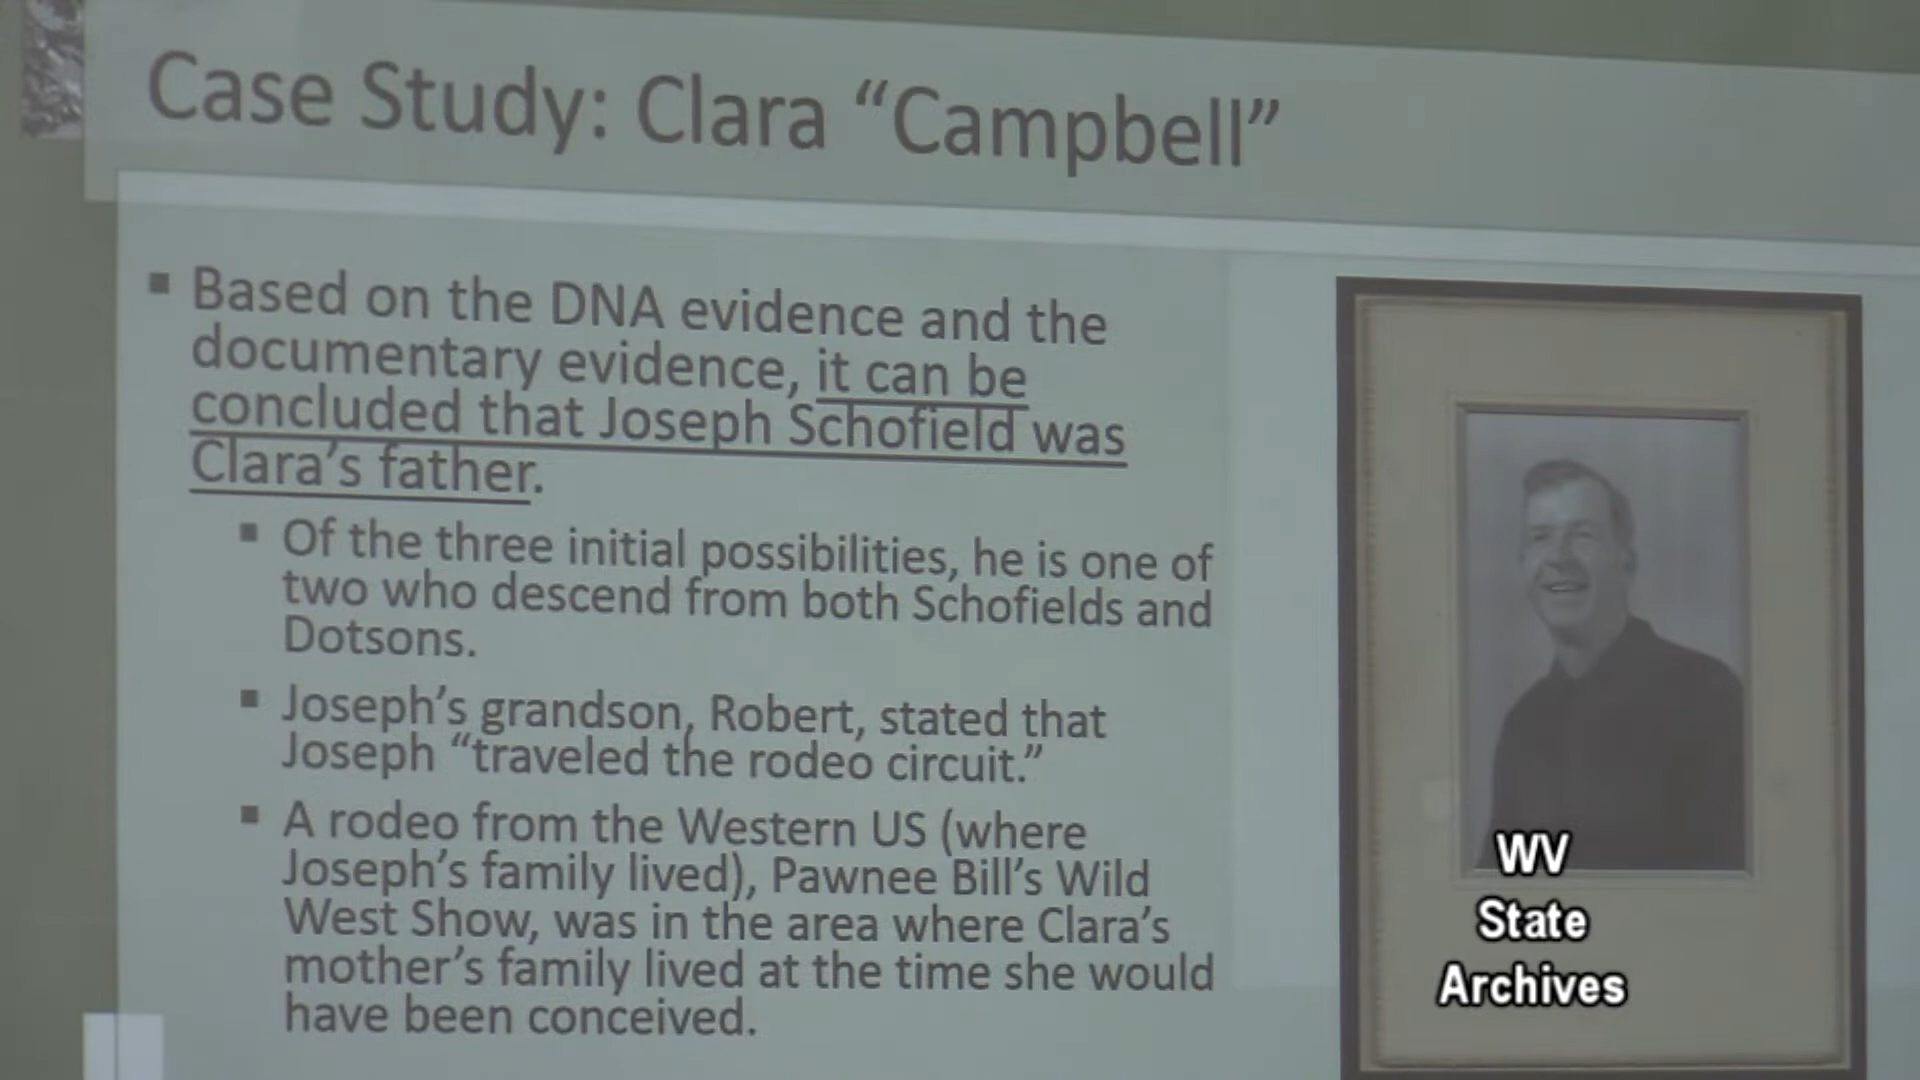 Case Study: Clara “Campbell”
▪ Based on the DNA evidence and the
documentary evidence, it can be
concluded that Joseph Schofield was
Clara’s father.
▪ Of the three initial possibilities, he is one of
two who descend from both Schofields and
Dotsons.
▪ Joseph’s grandson, Robert, stated that
Joseph “traveled the rodeo circuit.”
▪ A rodeo from the Western US (where
Joseph’s family lived), Pawnee Bill’s Wild
West Show, was in the area where Clara’s
mother’s family lived at the time she would
have been conceived.
WV
State
Archives